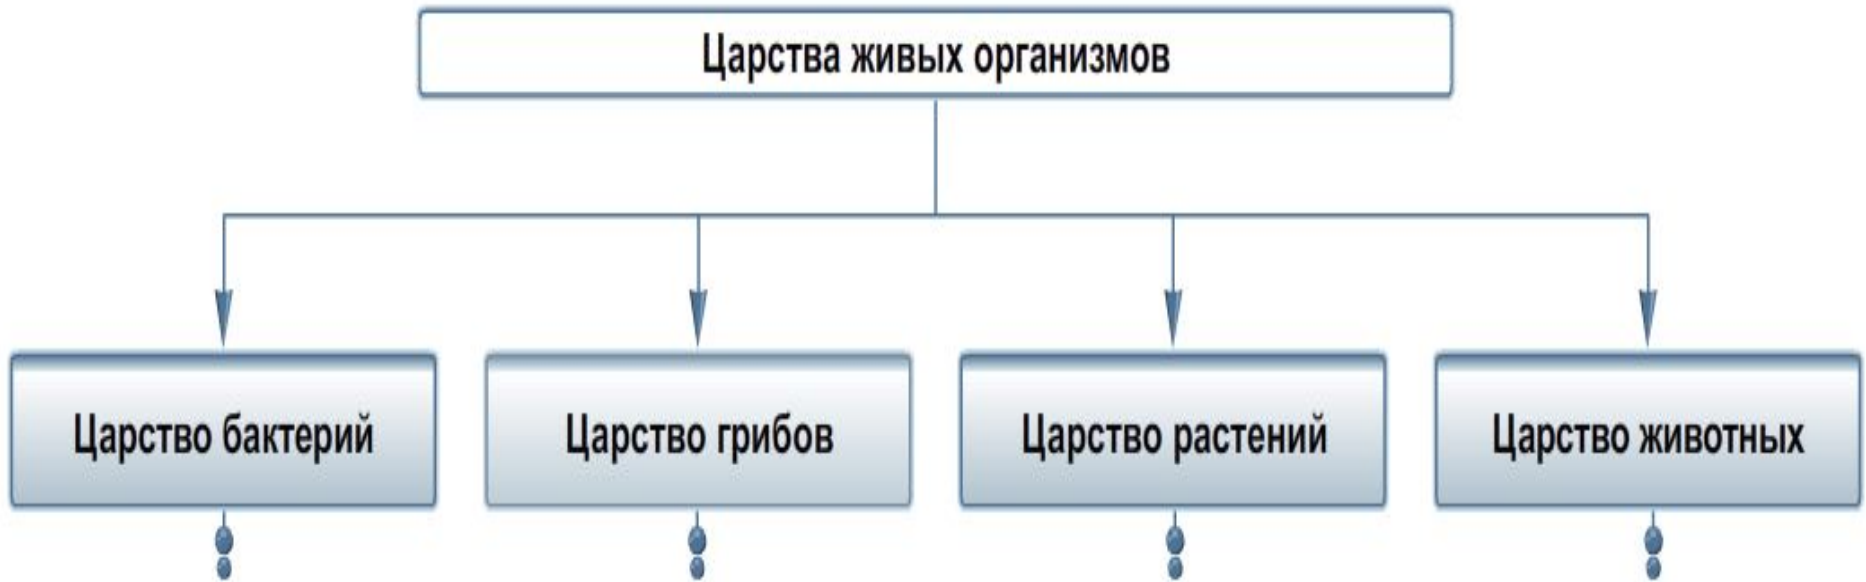 Царства живых организмов
Царство бактерий
Царство грибов
Царство растений
Царство животных